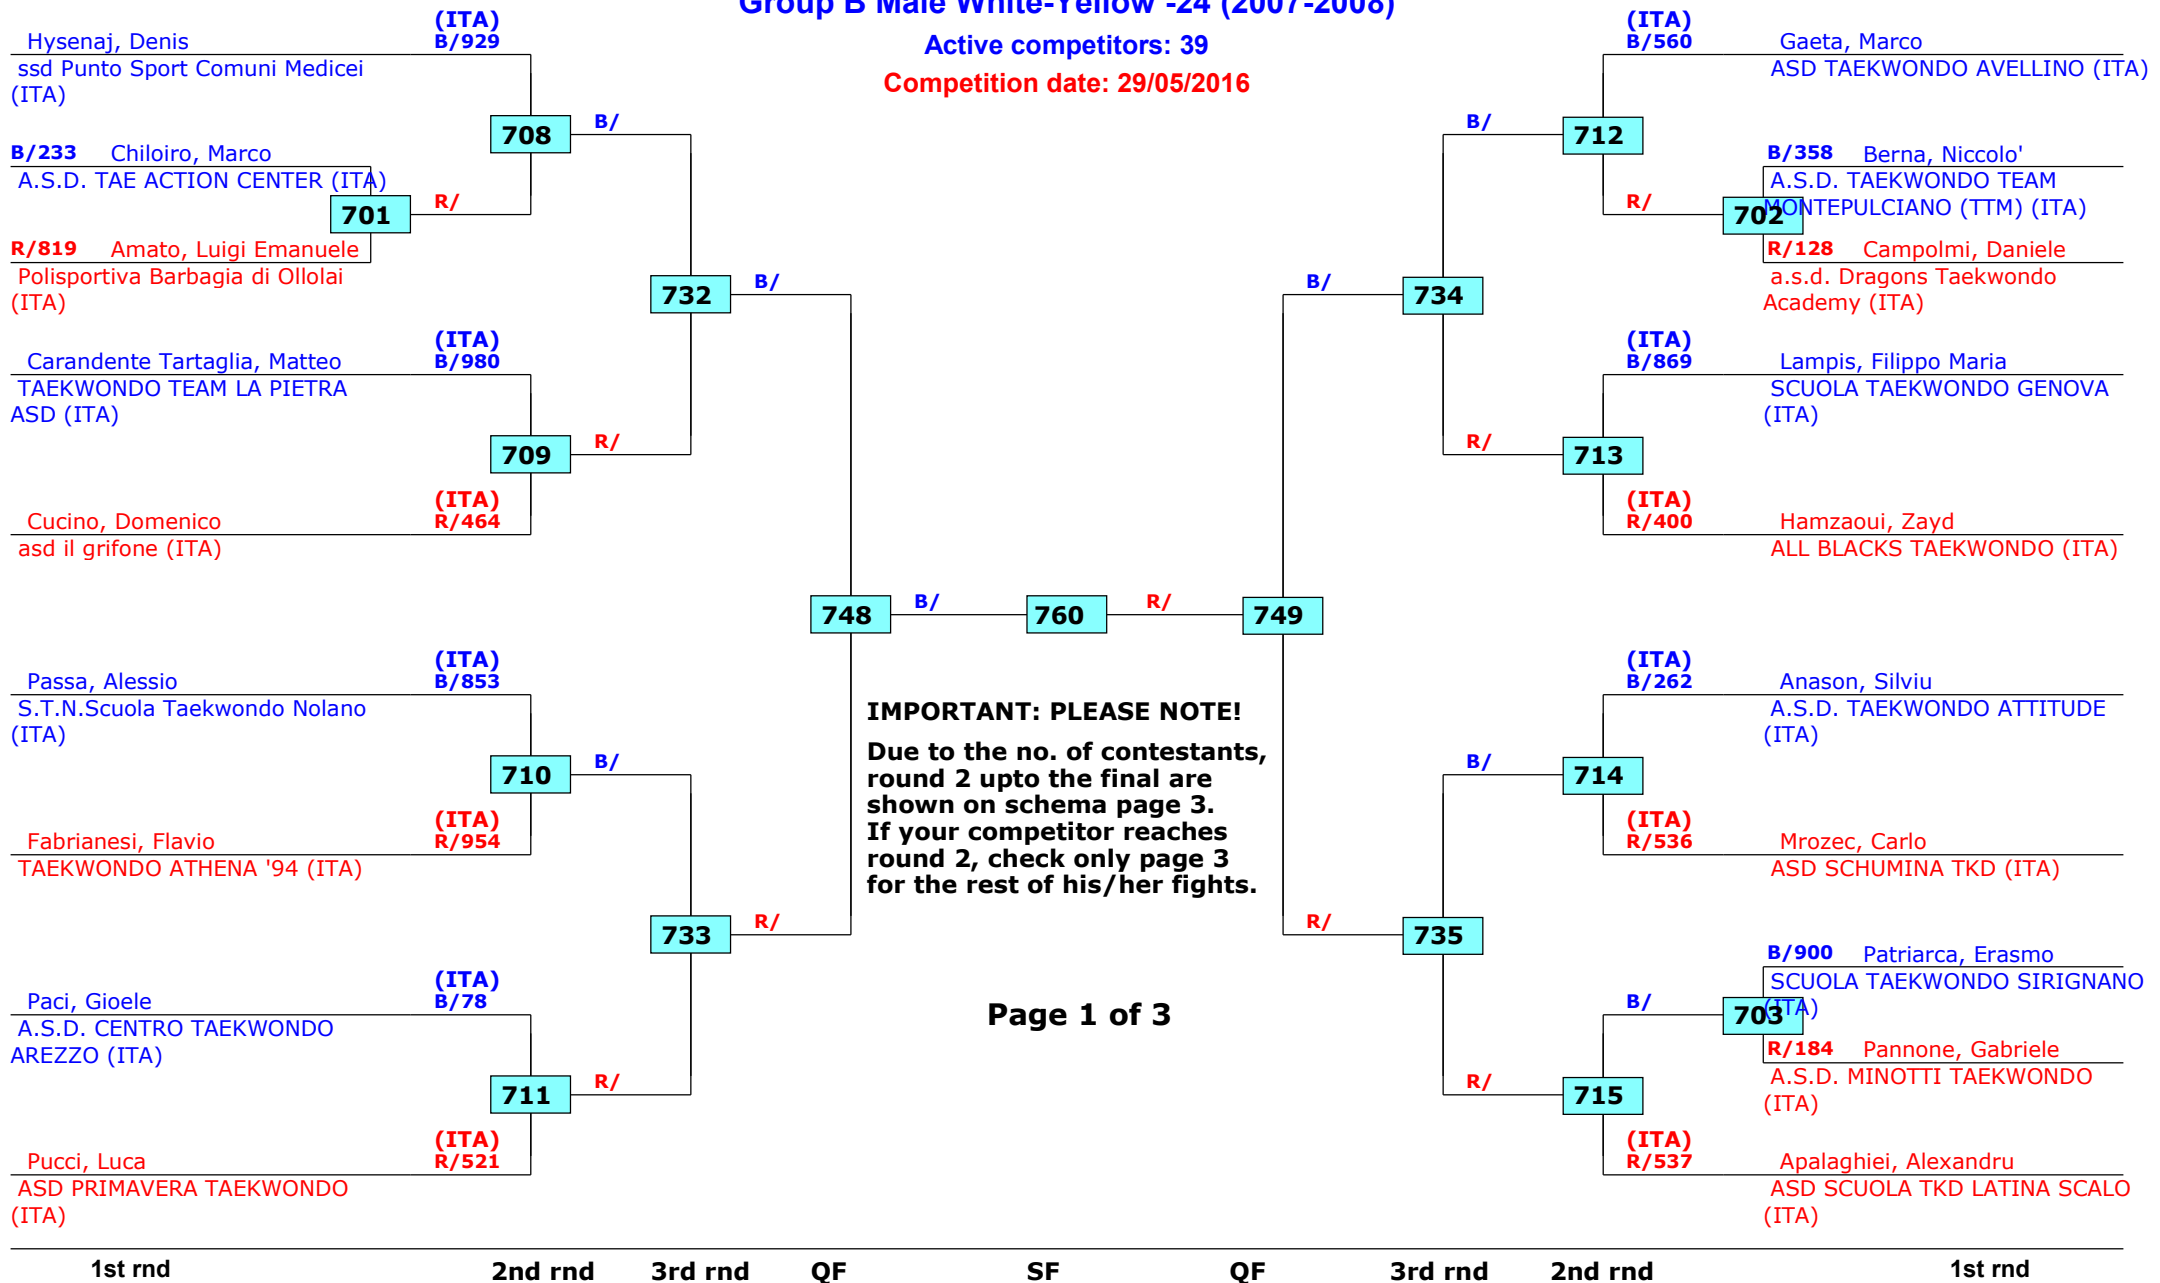 Group B Male White-Yellow -24 (2007-2008)
Active competitors: 39
Competition date: 29/05/2016
Hysenaj, Denis
(ITA)
B/929
ssd Punto Sport Comuni Medicei
(ITA)
708
B/
B/233 Chiloiro, Marco
A.S.D. TAE ACTION CENTER (ITA)
701
R/
R/819 Amato, Luigi Emanuele
Polisportiva Barbagia di Ollolai
(ITA)
732
B/
Carandente Tartaglia, Matteo
(ITA)
B/980
TAEKWONDO TEAM LA PIETRA
ASD (ITA)
709
R/
Cucino, Domenico
(ITA)
R/464
asd il grifone (ITA)
748
B/
760
R/
749
Passa, Alessio
(ITA)
B/853
S.T.N.Scuola Taekwondo Nolano
(ITA)
710
B/
Fabrianesi, Flavio
(ITA)
R/954
TAEKWONDO ATHENA '94 (ITA)
733
R/
Paci, Gioele
(ITA)
B/78
A.S.D. CENTRO TAEKWONDO
AREZZO (ITA)
711
R/
Pucci, Luca
(ITA)
R/521
ASD PRIMAVERA TAEKWONDO
(ITA)
IMPORTANT: PLEASE NOTE!
Due to the no. of contestants,
round 2 upto the final are
shown on schema page 3.
If your competitor reaches
round 2, check only page 3
for the rest of his/her fights.
Page 1 of 3
(ITA)
B/560
Gaeta, Marco
ASD TAEKWONDO AVELLINO (ITA)
B/
712
B/358 Berna, Niccolo'
A.S.D. TAEKWONDO TEAM
MONTEPULCIANO (TTM) (ITA)
R/
702
R/128 Campolmi, Daniele
a.s.d. Dragons Taekwondo
Academy (ITA)
B/
734
(ITA)
B/869
Lampis, Filippo Maria
SCUOLA TAEKWONDO GENOVA
(ITA)
R/
713
(ITA)
R/400
Hamzaoui, Zayd
ALL BLACKS TAEKWONDO (ITA)
(ITA)
B/262
Anason, Silviu
A.S.D. TAEKWONDO ATTITUDE
(ITA)
B/
714
(ITA)
R/536
Mrozec, Carlo
ASD SCHUMINA TKD (ITA)
R/
735
B/900 Patriarca, Erasmo
SCUOLA TAEKWONDO SIRIGNANO
(ITA)
B/
703
R/184 Pannone, Gabriele
A.S.D. MINOTTI TAEKWONDO
(ITA)
R/
715
(ITA)
R/537
Apalaghiei, Alexandru
ASD SCUOLA TKD LATINA SCALO
(ITA)
1st rnd 2nd rnd 3rd rnd QF SF QF 3rd rnd 2nd rnd 1st rnd